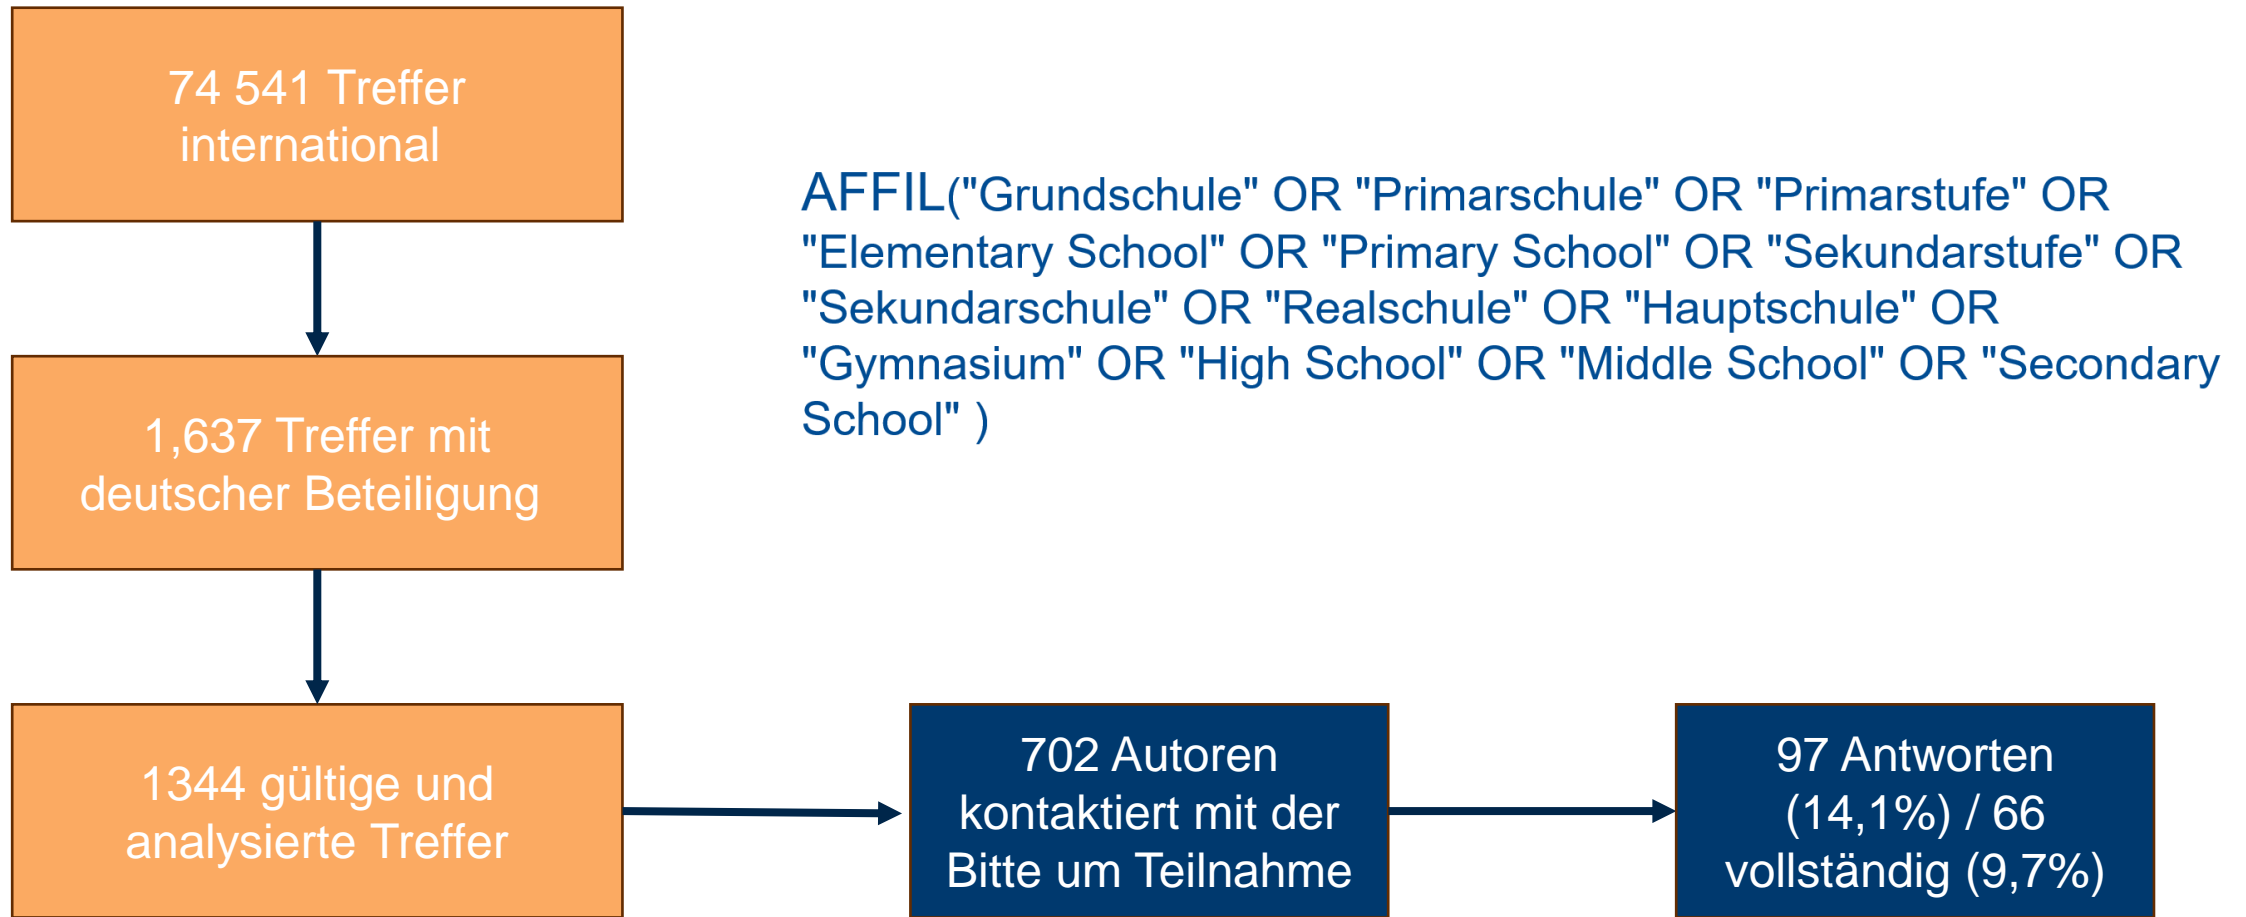 74 541 Treffer
international
AFFIL("Grundschule" OR "Primarschule" OR "Primarstufe" OR
"Elementary School" OR "Primary School" OR "Sekundarstufe" OR
"Sekundarschule" OR "Realschule" OR "Hauptschule" OR
"Gymnasium" OR "High School" OR "Middle School" OR "Secondary
School" )
1,637 Treffer mit
deutscher Beteiligung
1344 gültige und
analysierte Treffer
702 Autoren
kontaktiert mit der
Bitte um Teilnahme
97 Antworten
(14,1%) / 66
vollständig (9,7%)